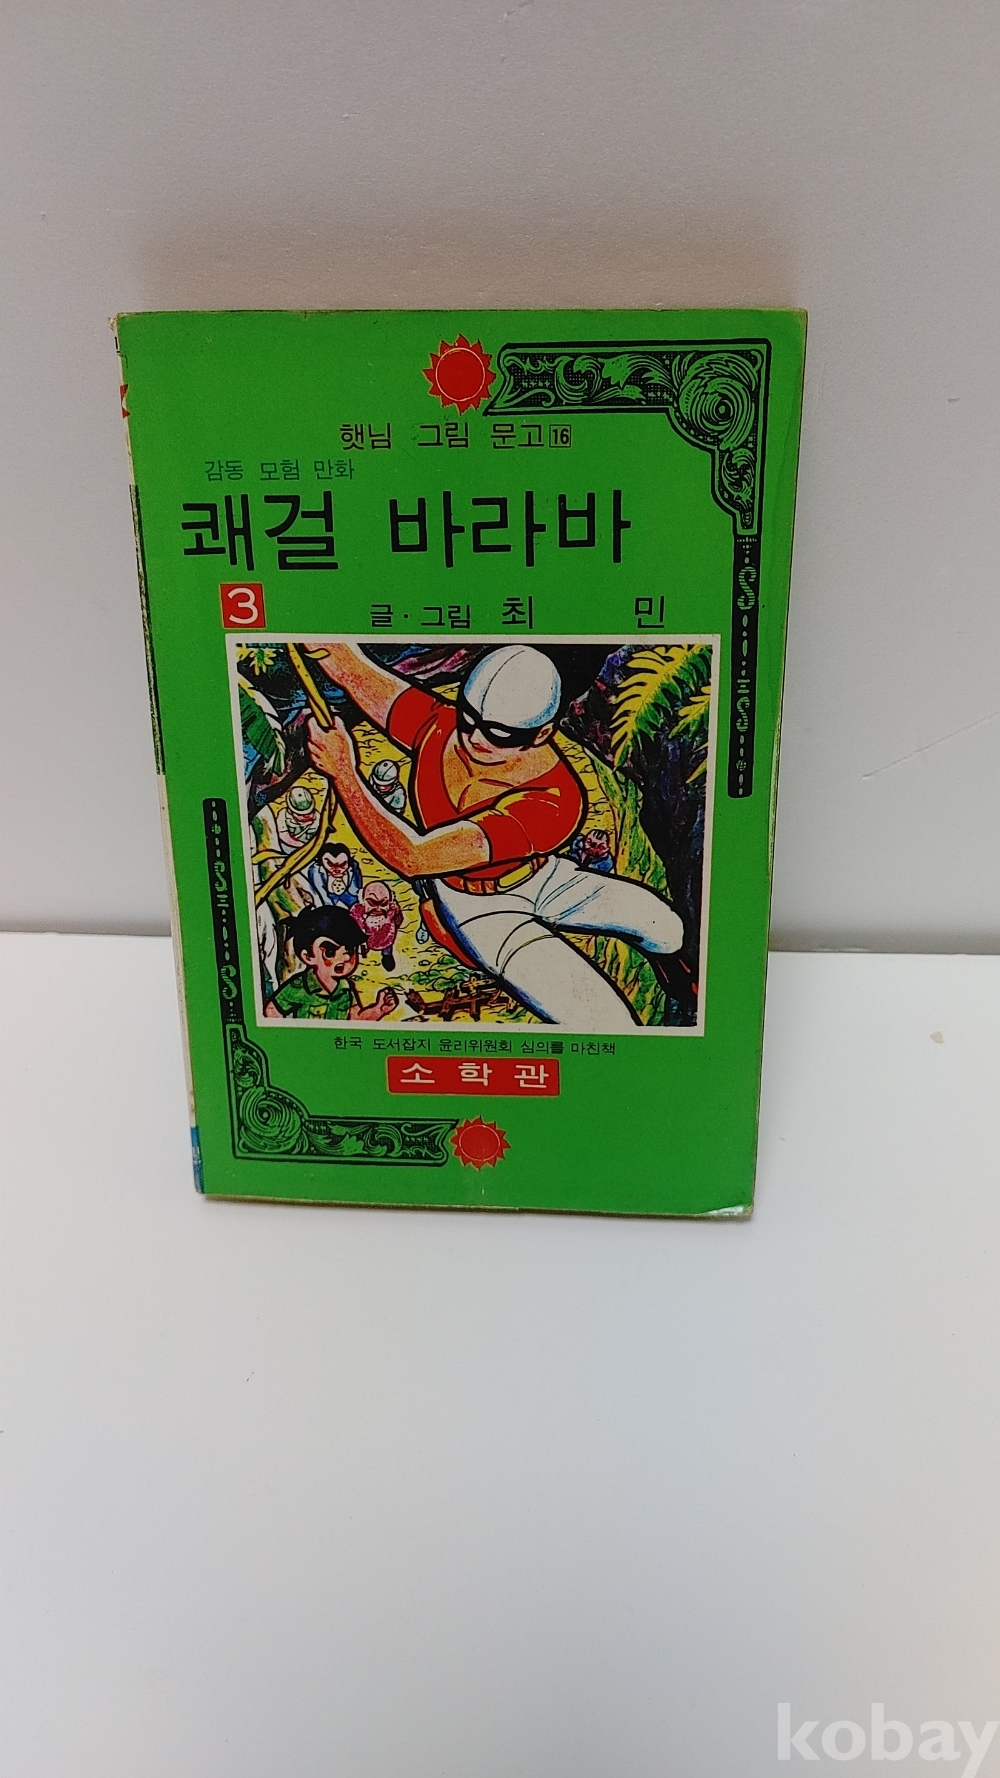 햇님 그림 문고 16
감동 모험 만화
쾌걸 바라바
3
글·그림 최 민
한국 도서잡지 윤리위원회 심의를 마친책
소학관
kobay